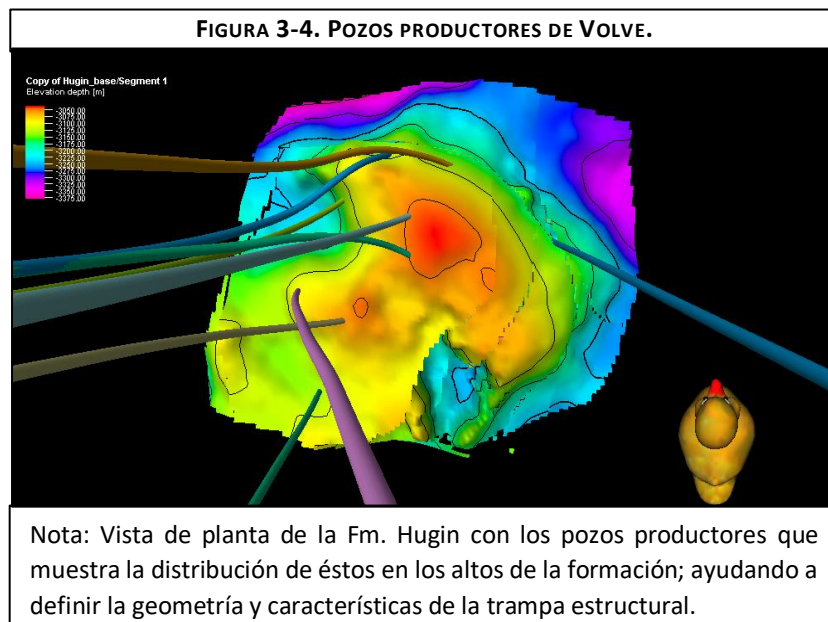 FIGURA 3-4. POZOS PRODUCTORES DE VOLVE.
Copy of Hugin_base/Segment 1
Elevation depth [m]
-3050.00
-3075.00
-3100.00
-3125.00
-3150.00
-3175.00
-3200.00
-3225.00
-3250.00
-3275.00
-3300.00
-3325.00
-3350.00
-3375.00
Nota: Vista de planta de la Fm. Hugin con los pozos productores que
muestra la distribución de éstos en los altos de la formación; ayudando a
definir la geometría y características de la trampa estructural.